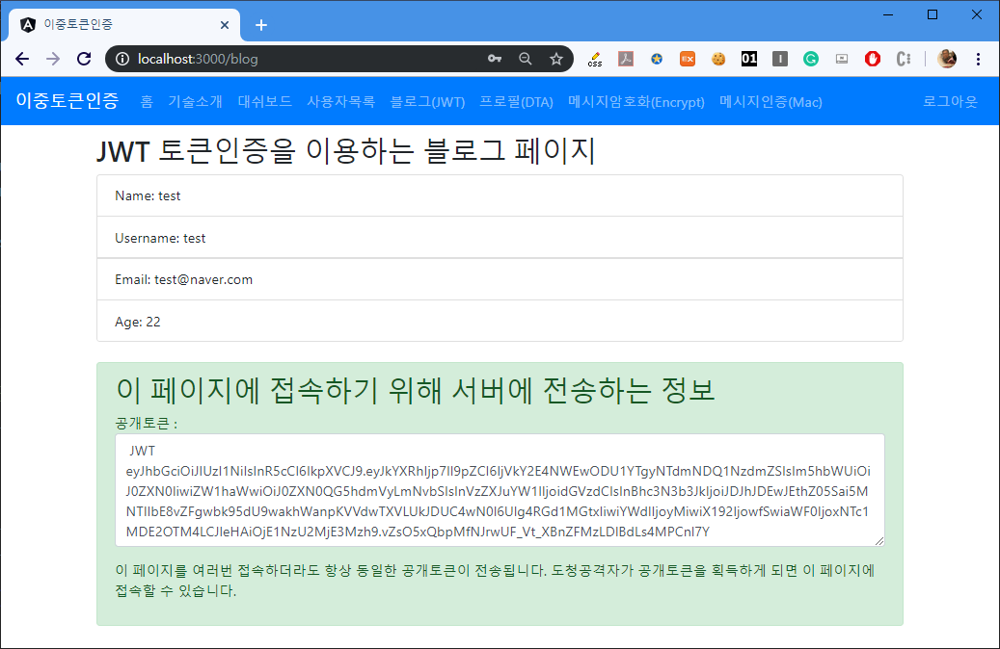 이중토큰인증
localhost:3000/blog
css
01
이중토큰인증 홈 기술소개 대쉬보드 사용자목록 블로그(JWT) 프로필(DTA) 메시지암호화(Encrypt) 메시지인증(Mac) 로그아웃
JWT 토큰인증을 이용하는 블로그 페이지
Name: test
Username: test
Email: test@naver.com
Age: 22
이 페이지에 접속하기 위해 서버에 전송하는 정보
공개토큰 :
JWT
eyJhbGciOiJIUzI1NiIsInR5cCI6IkpXVCJ9.eyJkYXRhIjp7Il9pZCI6IjVkY2E4NWEwODU1YTgyNTdmNDQ1NzdmZSIsIm5hbWUiOi
J0ZXN0IiwiZW1haWwiOiJ0ZXN0QG5hdmVyLmNvbSIsInVzZXJuYW1lIjoidGVzdCIsInBhc3N3b3JkIjoiJDJhJDEwJEthZ05Sai5M
NTlIbE8vZFgwbk95dU9wakhWanpKVVdwTXVLUkJDUC4wN0l6Ulg4RGd1MGtxIiwiYWdlIjoyMiwiX192IjowfSwiaWF0IjoxNTc1
MDE2OTM4LCJleHAiOjE1NzU2MjE3Mzh9.vZsO5xQbpMfNJrwUF_Vt_XBnZFMzLDlBdLs4MPCnI7Y
이 페이지를 여러번 접속하더라도 항상 동일한 공개토큰이 전송됩니다. 도청공격자가 공개토큰을 획득하게 되면 이 페이지에
접속할 수 있습니다.